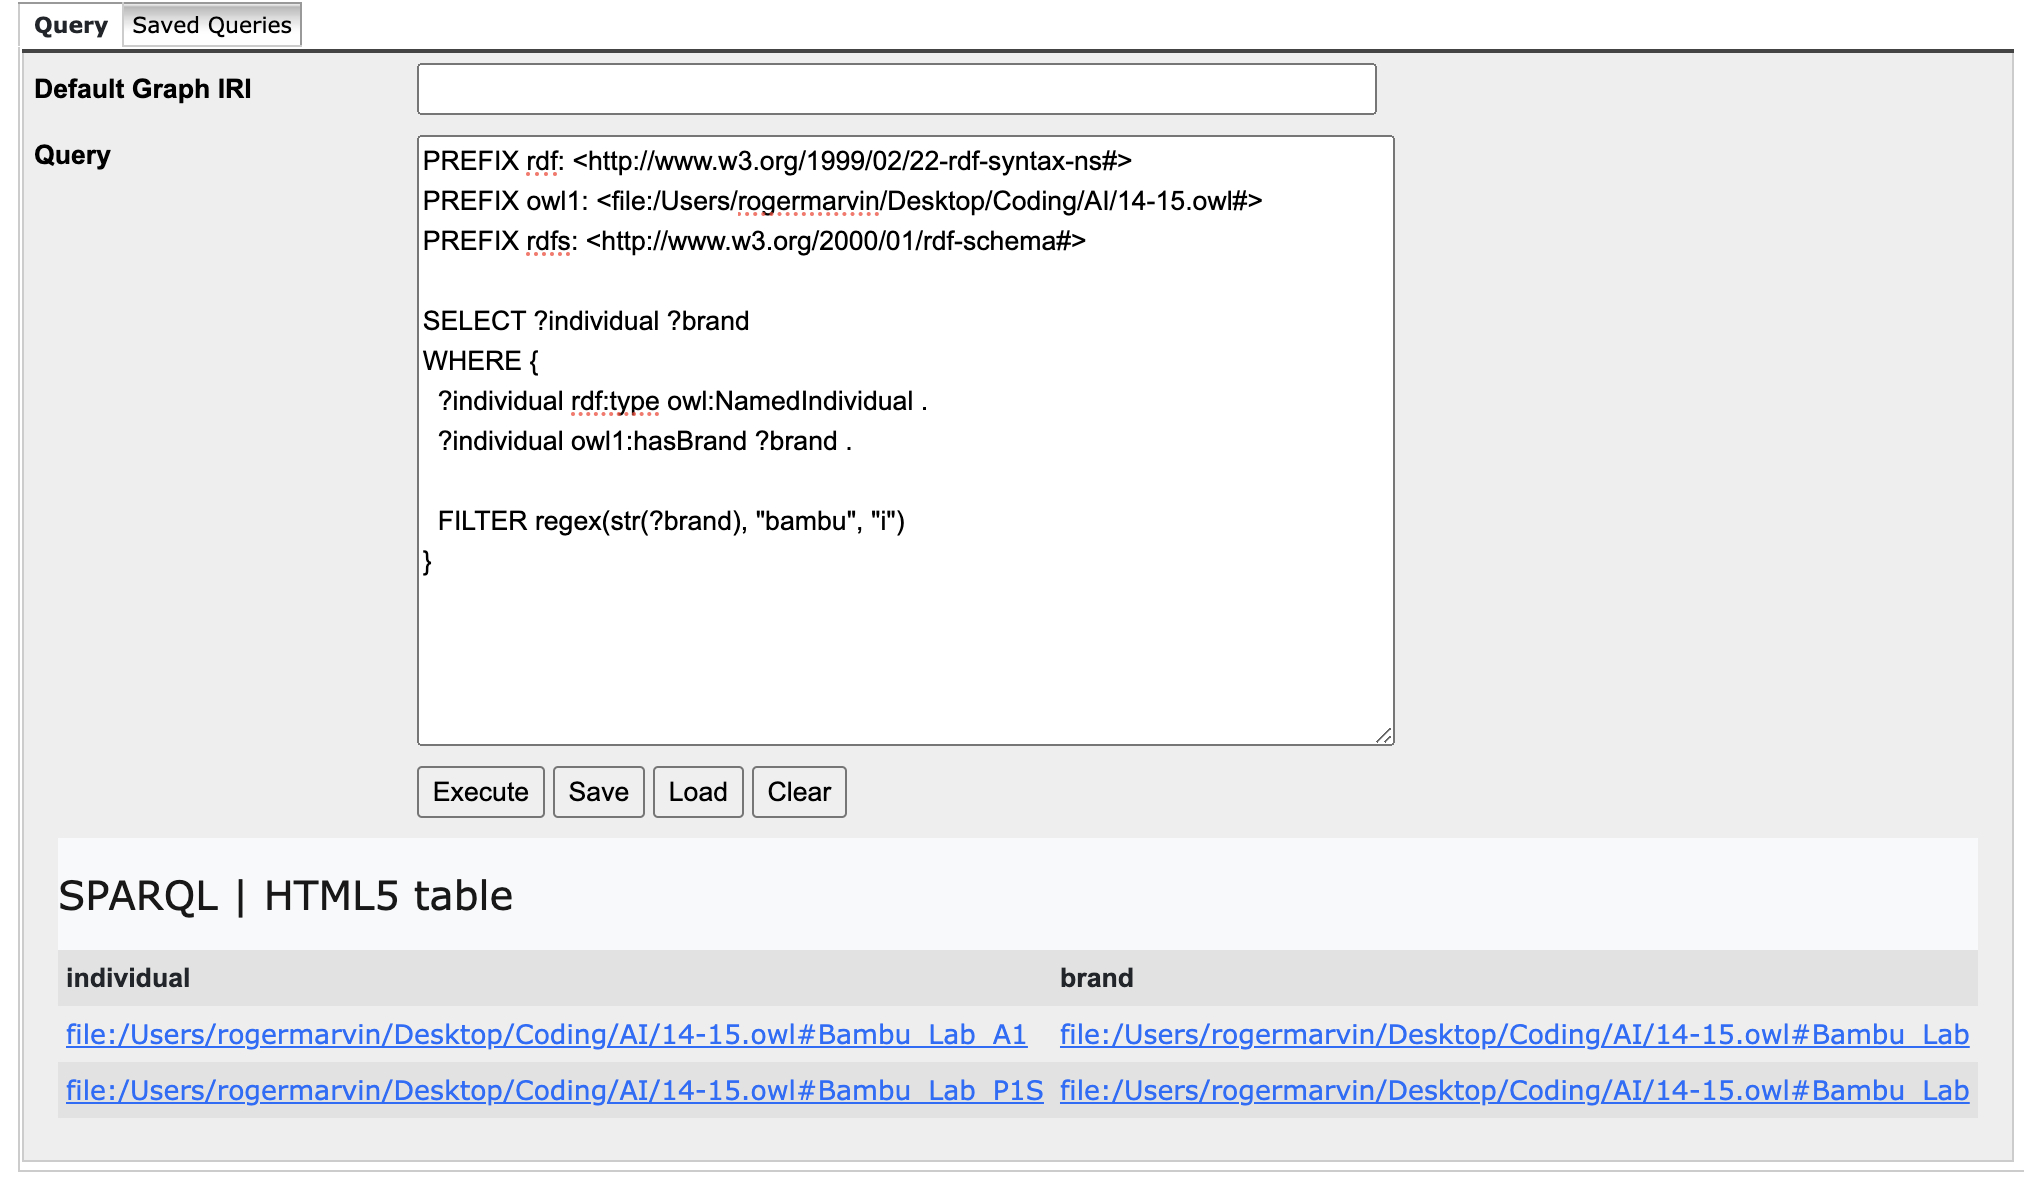 Query Saved Queries
Default Graph IRI
Query
PREFIX rdf: <http://www.w3.org/1999/02/22-rdf-syntax-ns#>
PREFIX owl1: <file:/Users/rogermarvin/Desktop/Coding/AI/14-15.owl#>
PREFIX rdfs: <http://www.w3.org/2000/01/rdf-schema#>
SELECT ?individual ?brand
WHERE {
?individual rdf:type owl:NamedIndividual .
?individual owl1:hasBrand ?brand .
FILTER regex(str(?brand), "bambu", "i")
}
Execute Save Load Clear
SPARQL | HTML5 table
individual brand
file:/Users/rogermarvin/Desktop/Coding/AI/14-15.owl#Bambu_Lab_A1 file:/Users/rogermarvin/Desktop/Coding/AI/14-15.owl#Bambu_Lab
file:/Users/rogermarvin/Desktop/Coding/AI/14-15.owl#Bambu_Lab_P1S file:/Users/rogermarvin/Desktop/Coding/AI/14-15.owl#Bambu_Lab